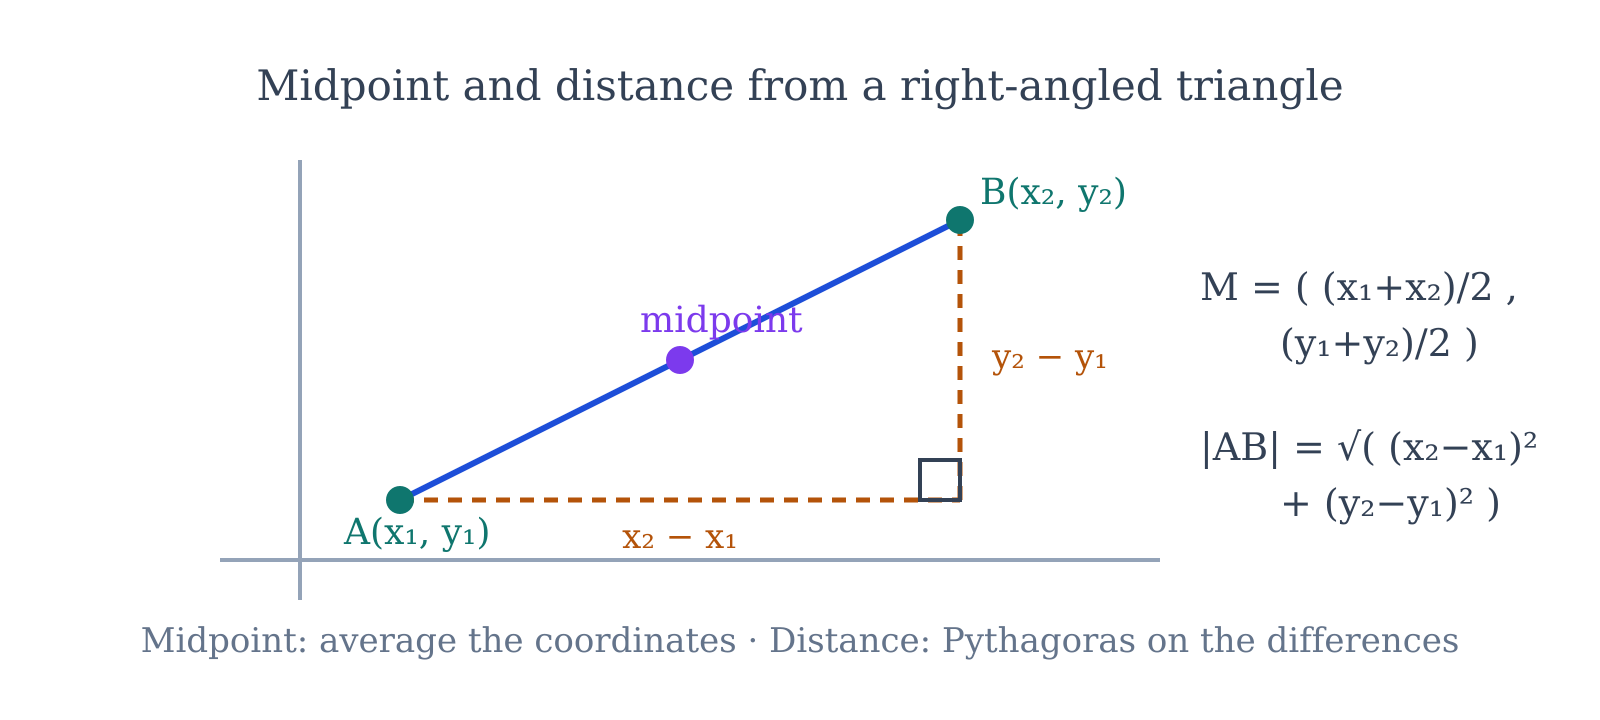 Midpoint and distance from a right-angled triangle
B(x₂, y₂)
M = ( (x₁+x₂)/2 ,
(y₁+y₂)/2 )
midpoint
y₂ − y₁
|AB| = √( (x₂−x₁)²
+ (y₂−y₁)² )
A(x₁, y₁)
x₂ − x₁
Midpoint: average the coordinates · Distance: Pythagoras on the differences